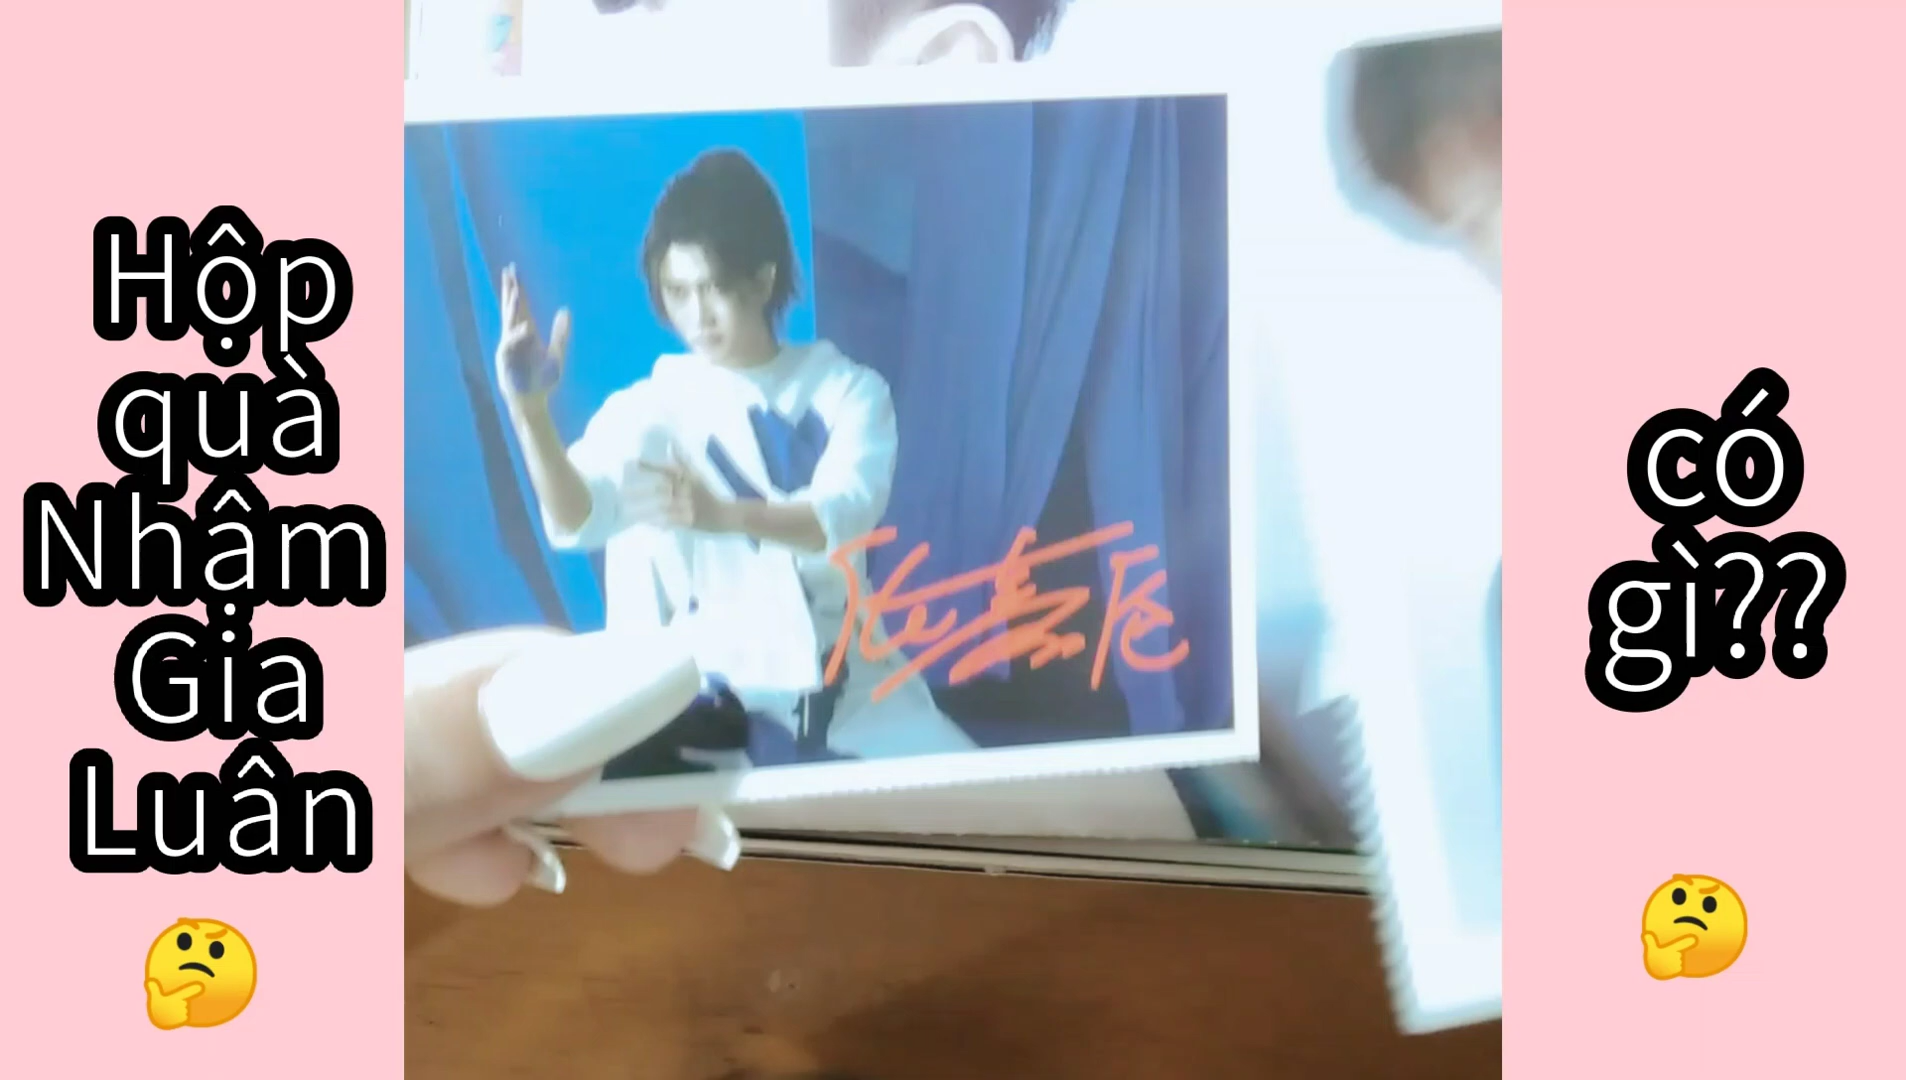 Hộp
quà
Nhậm
Gia
Luân
có
gì??